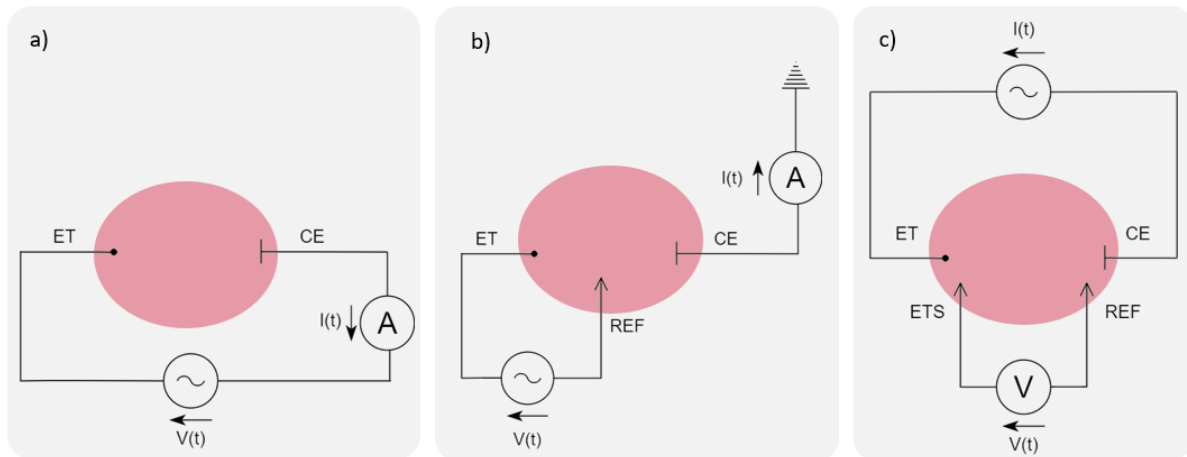 a)
ET
CE
I(t)
A
V(t)
b)
I(t)
A
ET
CE
REF
V(t)
c)
I(t)
ET
CE
ETS
REF
V
V(t)